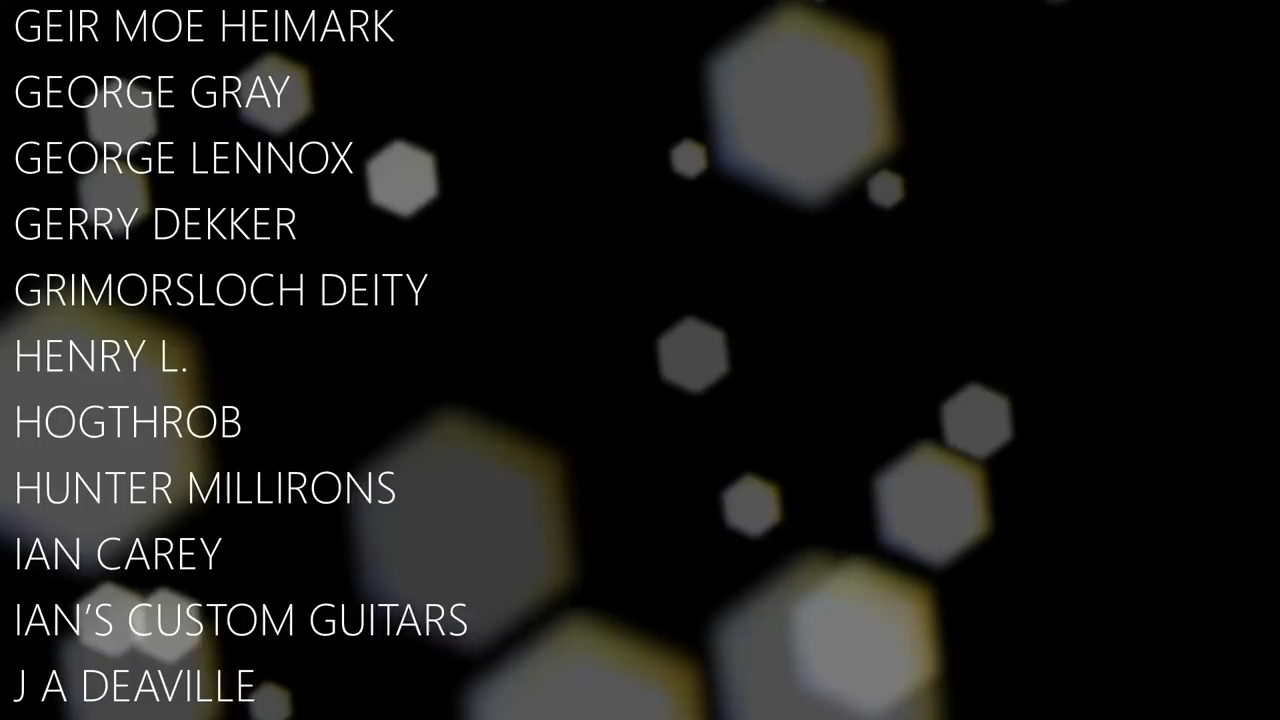 GEIR MOE HEIMARK
GEORGE GRAY
GEORGE LENNOX
GERRY DEKKER
GRIMORSLOCH DEITY
HENRY L.
HOGTHROB
HUNTER MILLIRONS
IAN CAREY
IAN’S CUSTOM GUITARS
J A DEAVILLE